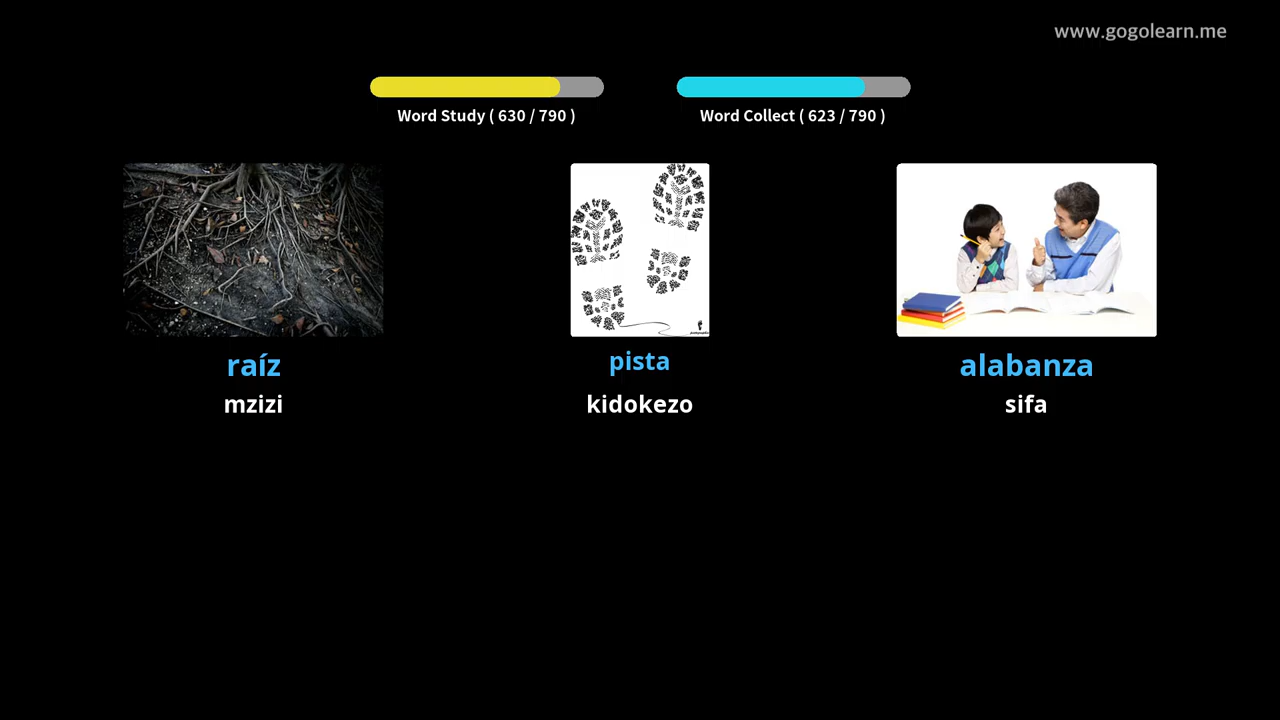 www.gogolearn.me
Word Study ( 630 / 790 )
Word Collect ( 623 / 790 )
raíz
pista
alabanza
mzizi
kidokezo
sifa